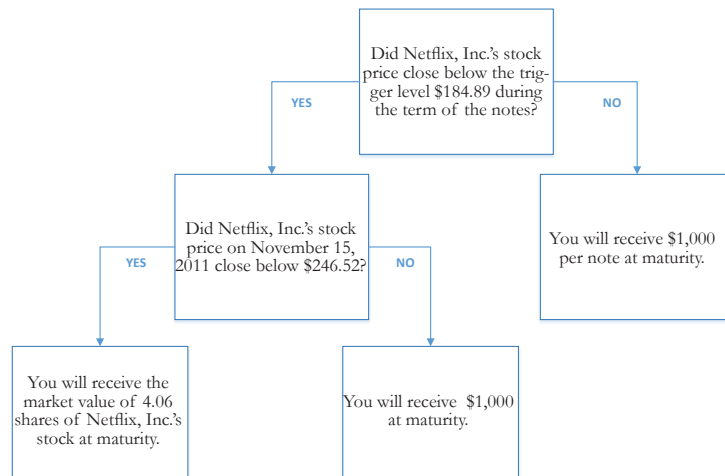 Did Netflix, Inc.'s stock
price close below the trig-
ger level $184.89 during
the term of the notes?
YES
NO
Did Netflix, Inc.'s stock
price on November 15,
2011 close below $246.52?
You will receive $1,000
per note at maturity.
YES
NO
You will receive the
market value of 4.06
shares of Netflix, Inc.'s
stock at maturity.
You will receive $1,000
at maturity.